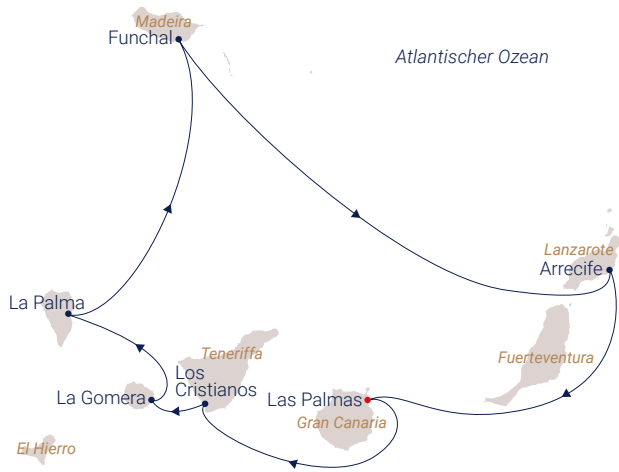 Madeira
Funchal
Atlantischer Ozean
Lanzarote
Arrecife
La Palma
Teneriffa
Fuerteventura
Los
Cristianos
La Gomera
Las Palmas
Gran Canaria
El Hierro